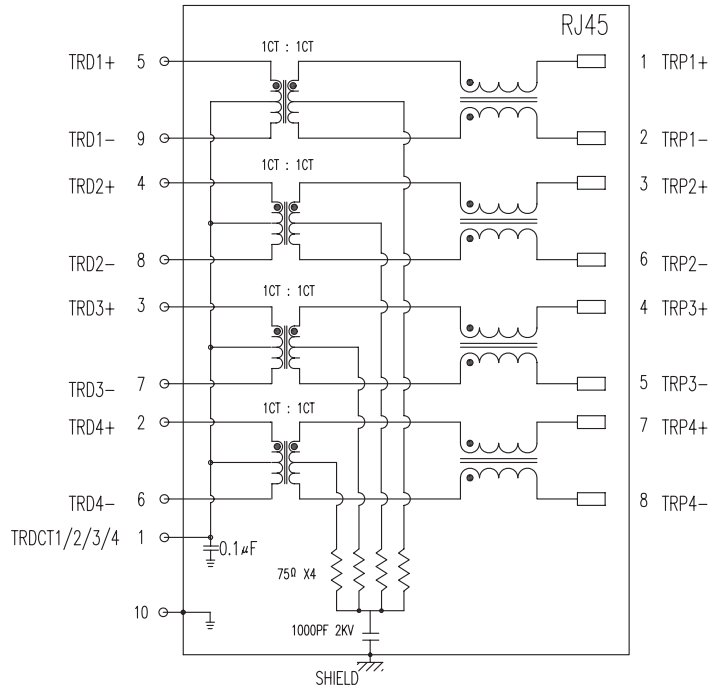 RJ45
1CT : 1CT
TRD1+ 5 1 TRP1+
TRD1- 9 2 TRP1-
1CT : 1CT
TRD2+ 4 3 TRP2+
TRD2- 8 6 TRP2-
1CT : 1CT
TRD3+ 3 4 TRP3+
TRD3- 7 5 TRP3-
1CT : 1CT
TRD4+ 2 7 TRP4+
TRD4- 6 8 TRP4-
TRDCT1/2/3/4 1
0.1μF
75Ω X4
10
1000PF 2KV
SHIELD